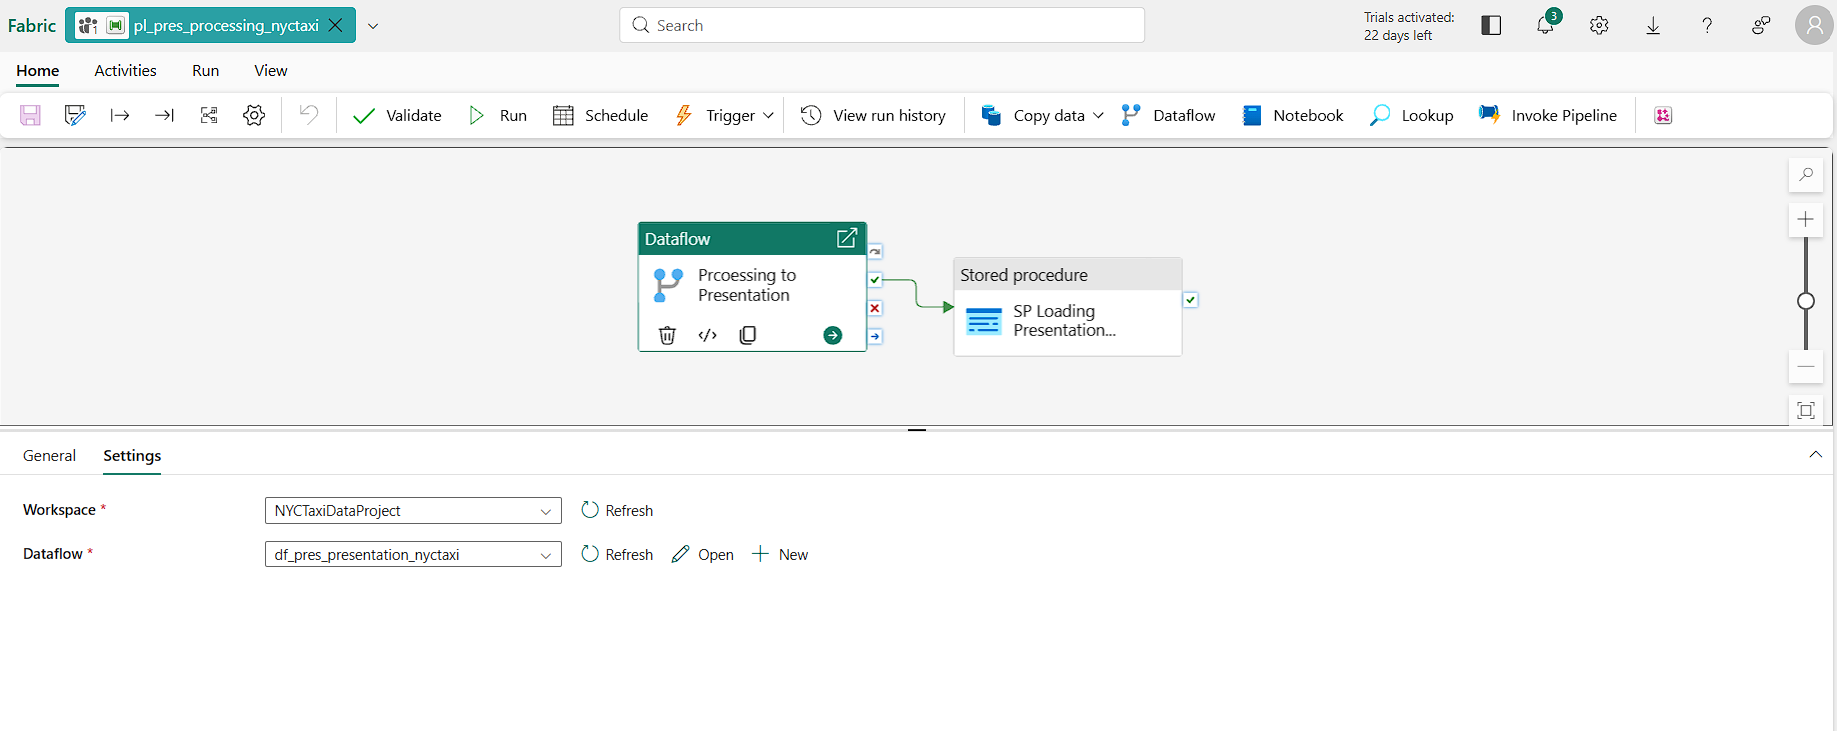 Fabric
1
pl_pres_processing_nyctaxi
Search
Trials activated:
22 days left
3
Home Activities Run View
Validate Run Schedule Trigger View run history Copy data Dataflow Notebook Lookup Invoke Pipeline
Dataflow
Prcoessing to
Presentation
Stored procedure
SP Loading
Presentation...
General Settings
Workspace * NYCTaxiDataProject Refresh
Dataflow * df_pres_presentation_nyctaxi Refresh Open New